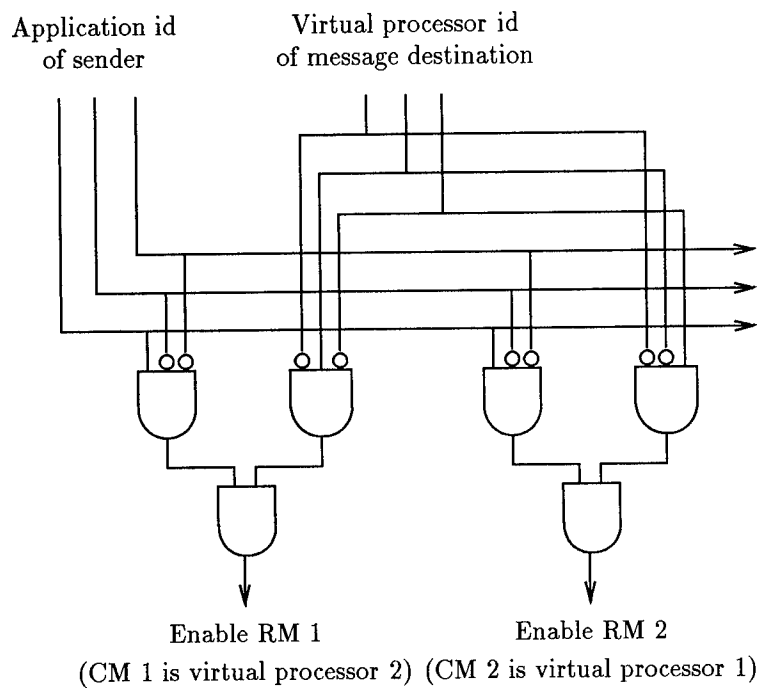 Application id
of sender
Virtual processor id
of message destination
Enable RM 1
(CM 1 is virtual processor 2)
Enable RM 2
(CM 2 is virtual processor 1)